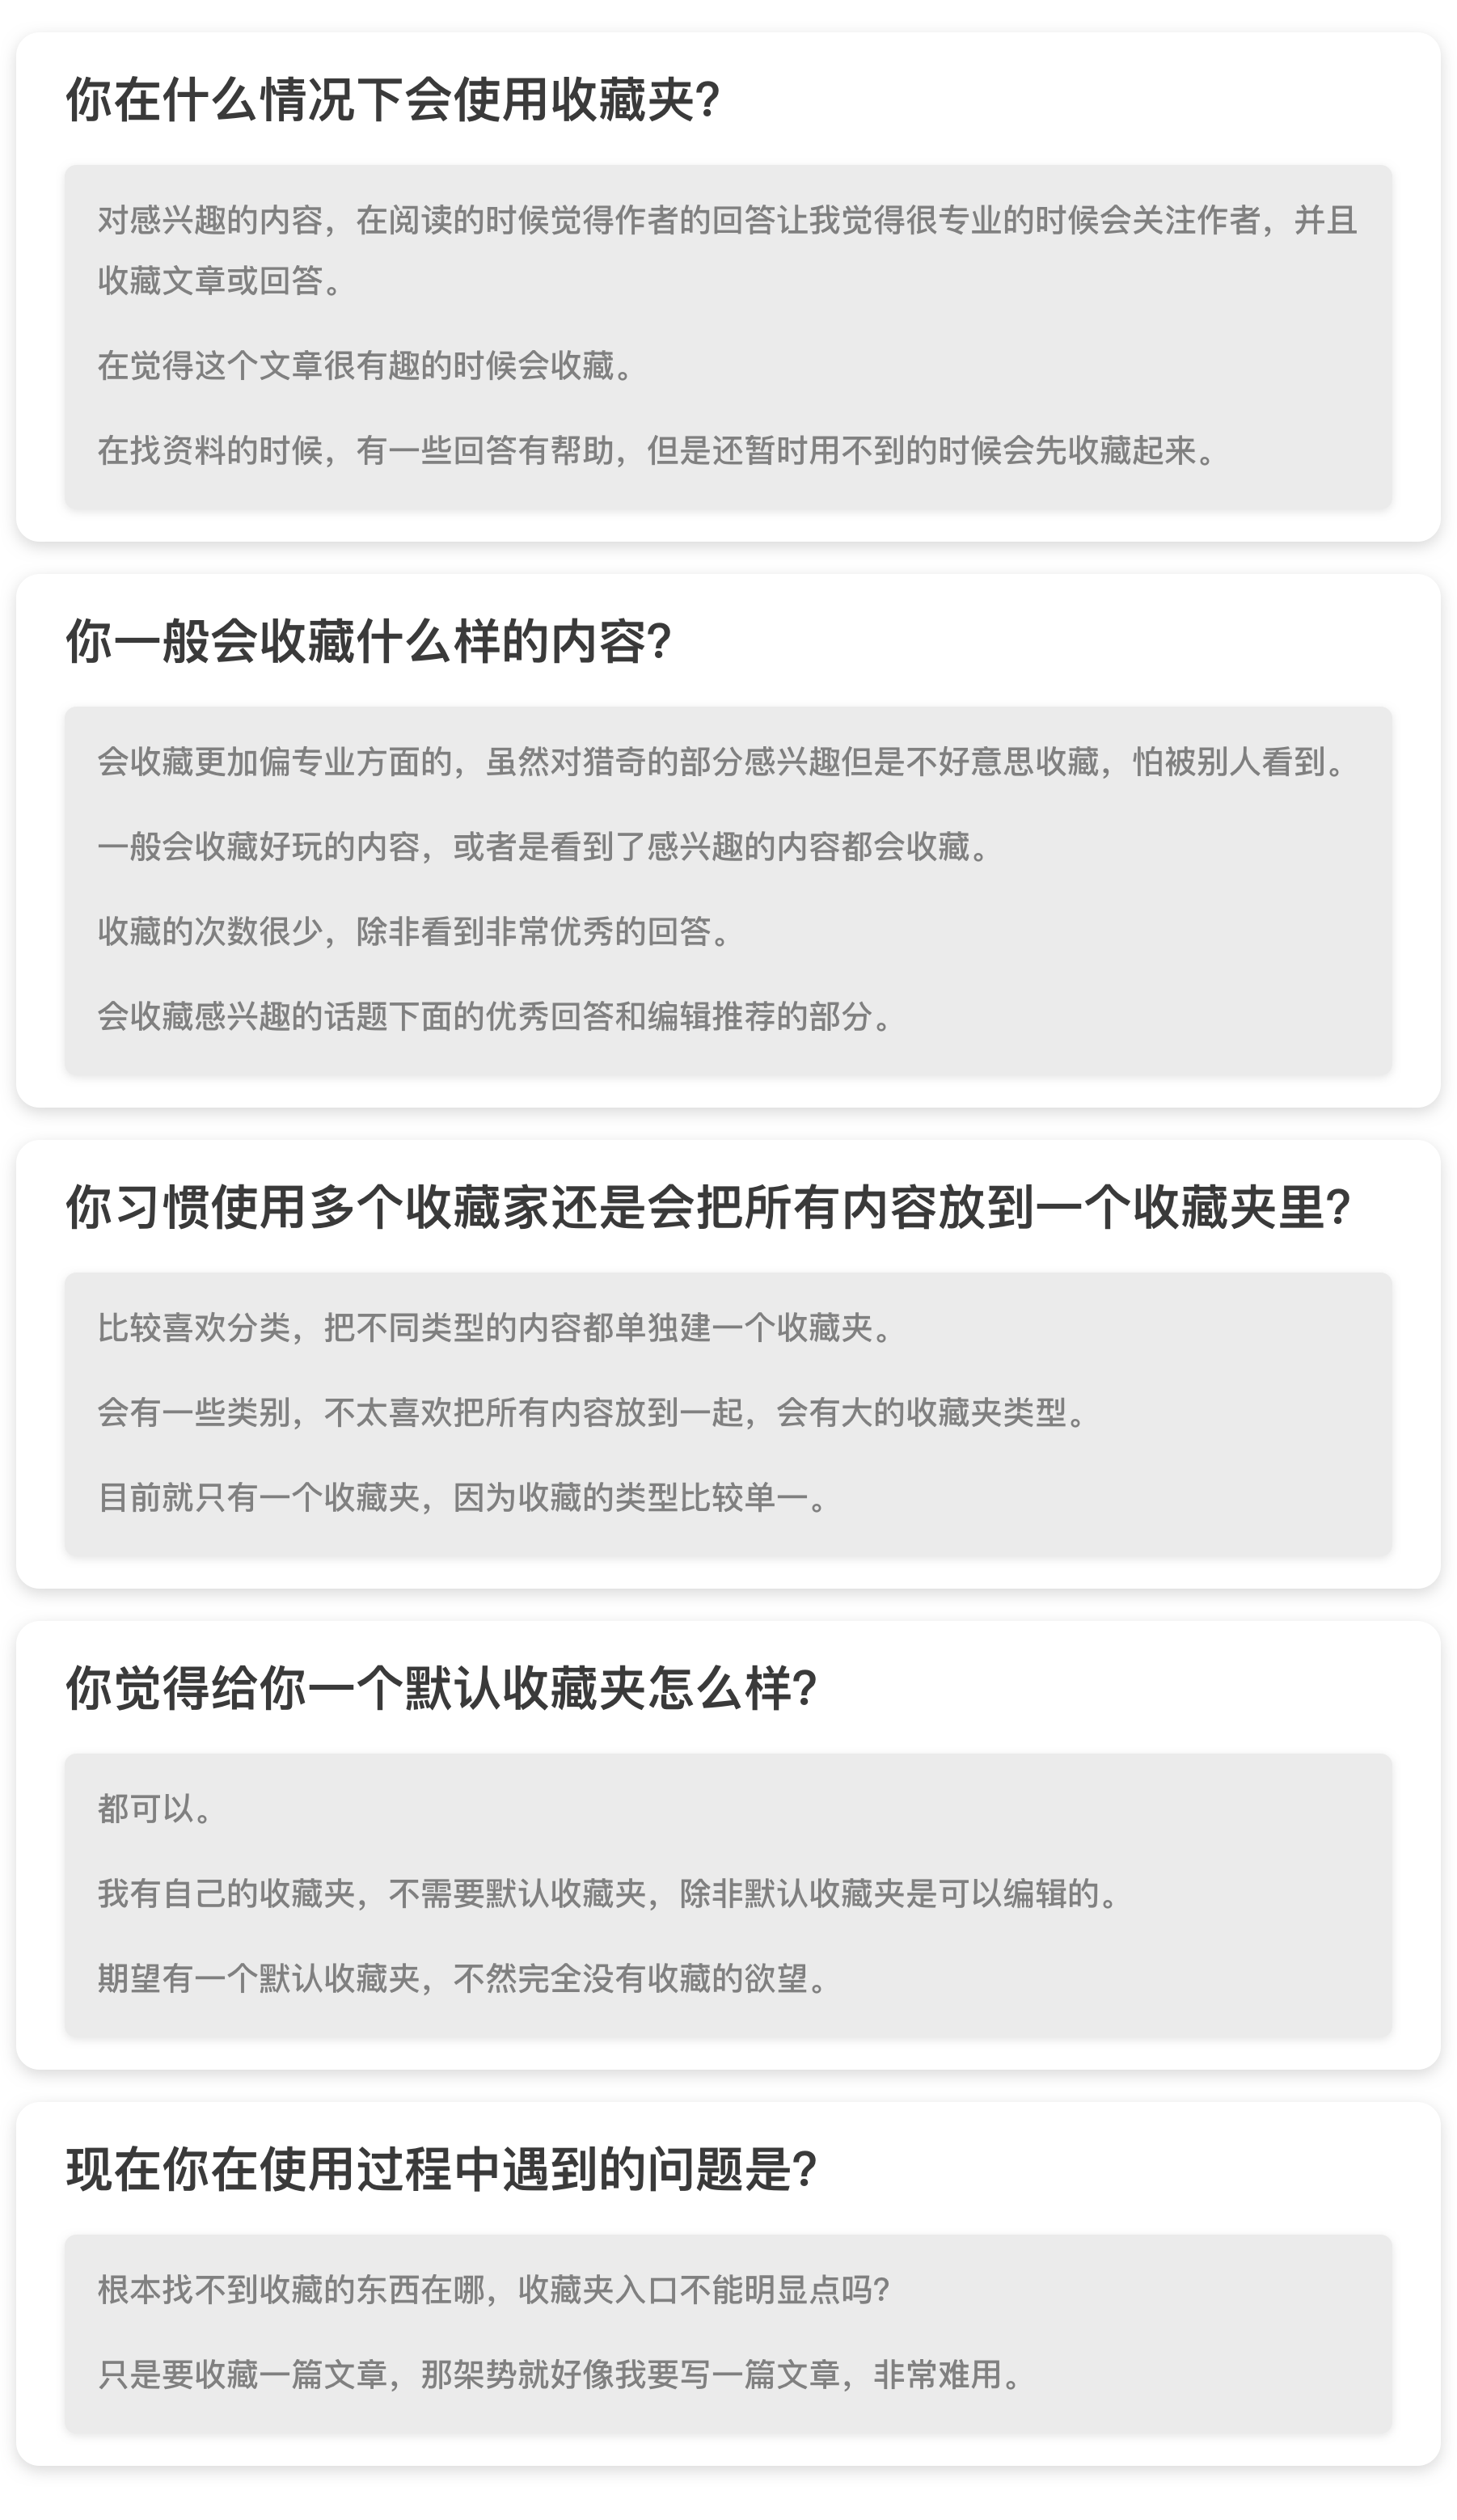 你在什么情况下会使用收藏夹?
对感兴趣的内容，在阅读的时候觉得作者的回答让我觉得很专业的时候会关注作者，并且
收藏文章或回答。
在觉得这个文章很有趣的时候会收藏。
在找资料的时候，有一些回答有帮助，但是还暂时用不到的时候会先收藏起来。
你一般会收藏什么样的内容?
会收藏更加偏专业方面的，虽然对猎奇的部分感兴趣但是不好意思收藏，怕被别人看到。
一般会收藏好玩的内容，或者是看到了感兴趣的内容都会收藏。
收藏的次数很少，除非看到非常优秀的回答。
会收藏感兴趣的话题下面的优秀回答和编辑推荐的部分。
你习惯使用多个收藏家还是会把所有内容放到一个收藏夹里?
比较喜欢分类，把不同类型的内容都单独建一个收藏夹。
会有一些类别，不太喜欢把所有内容放到一起，会有大的收藏夹类型。
目前就只有一个收藏夹，因为收藏的类型比较单一。
你觉得给你一个默认收藏夹怎么样?
都可以。
我有自己的收藏夹，不需要默认收藏夹，除非默认收藏夹是可以编辑的。
期望有一个默认收藏夹，不然完全没有收藏的欲望。
现在你在使用过程中遇到的问题是?
根本找不到收藏的东西在哪，收藏夹入口不能明显点吗?
只是要收藏一篇文章，那架势就好像我要写一篇文章，非常难用。